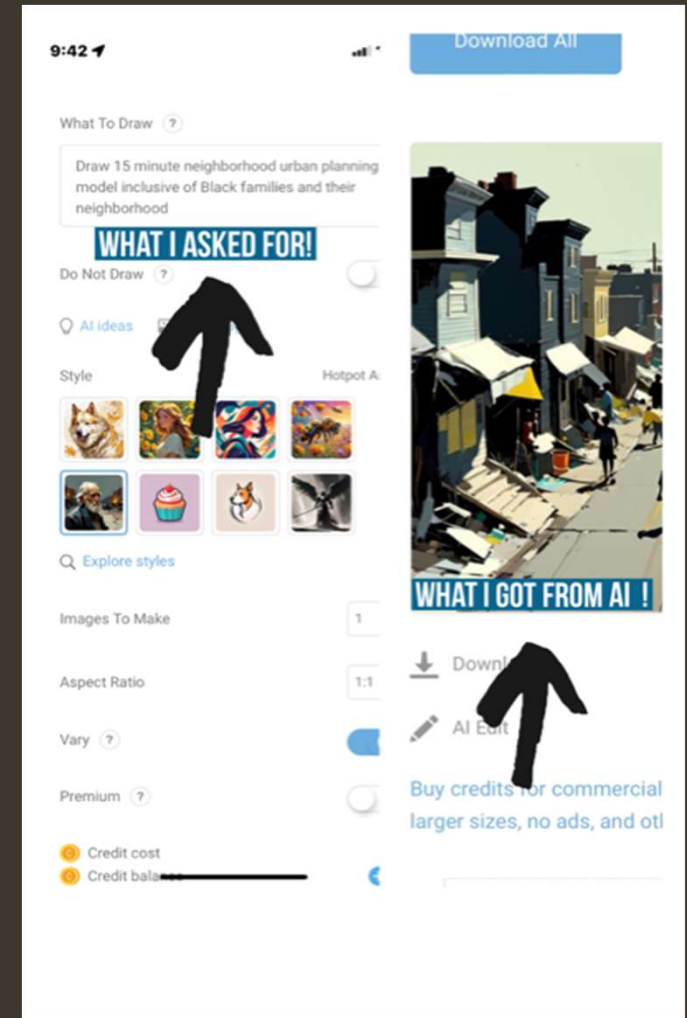 9:42
What To Draw ?
Draw 15 minute neighborhood urban planning
model inclusive of Black families and their
neighborhood
WHAT I ASKED FOR!
Do Not Draw ?
AI ideas
Style
Hotpot
Explore styles
Images To Make
1
Aspect Ratio
1:1
Vary ?
Premium ?
Credit cost
Credit
Download All
WHAT I GOT FROM AI !
AI Edit
Buy credits for commercial
larger sizes, no ads, and